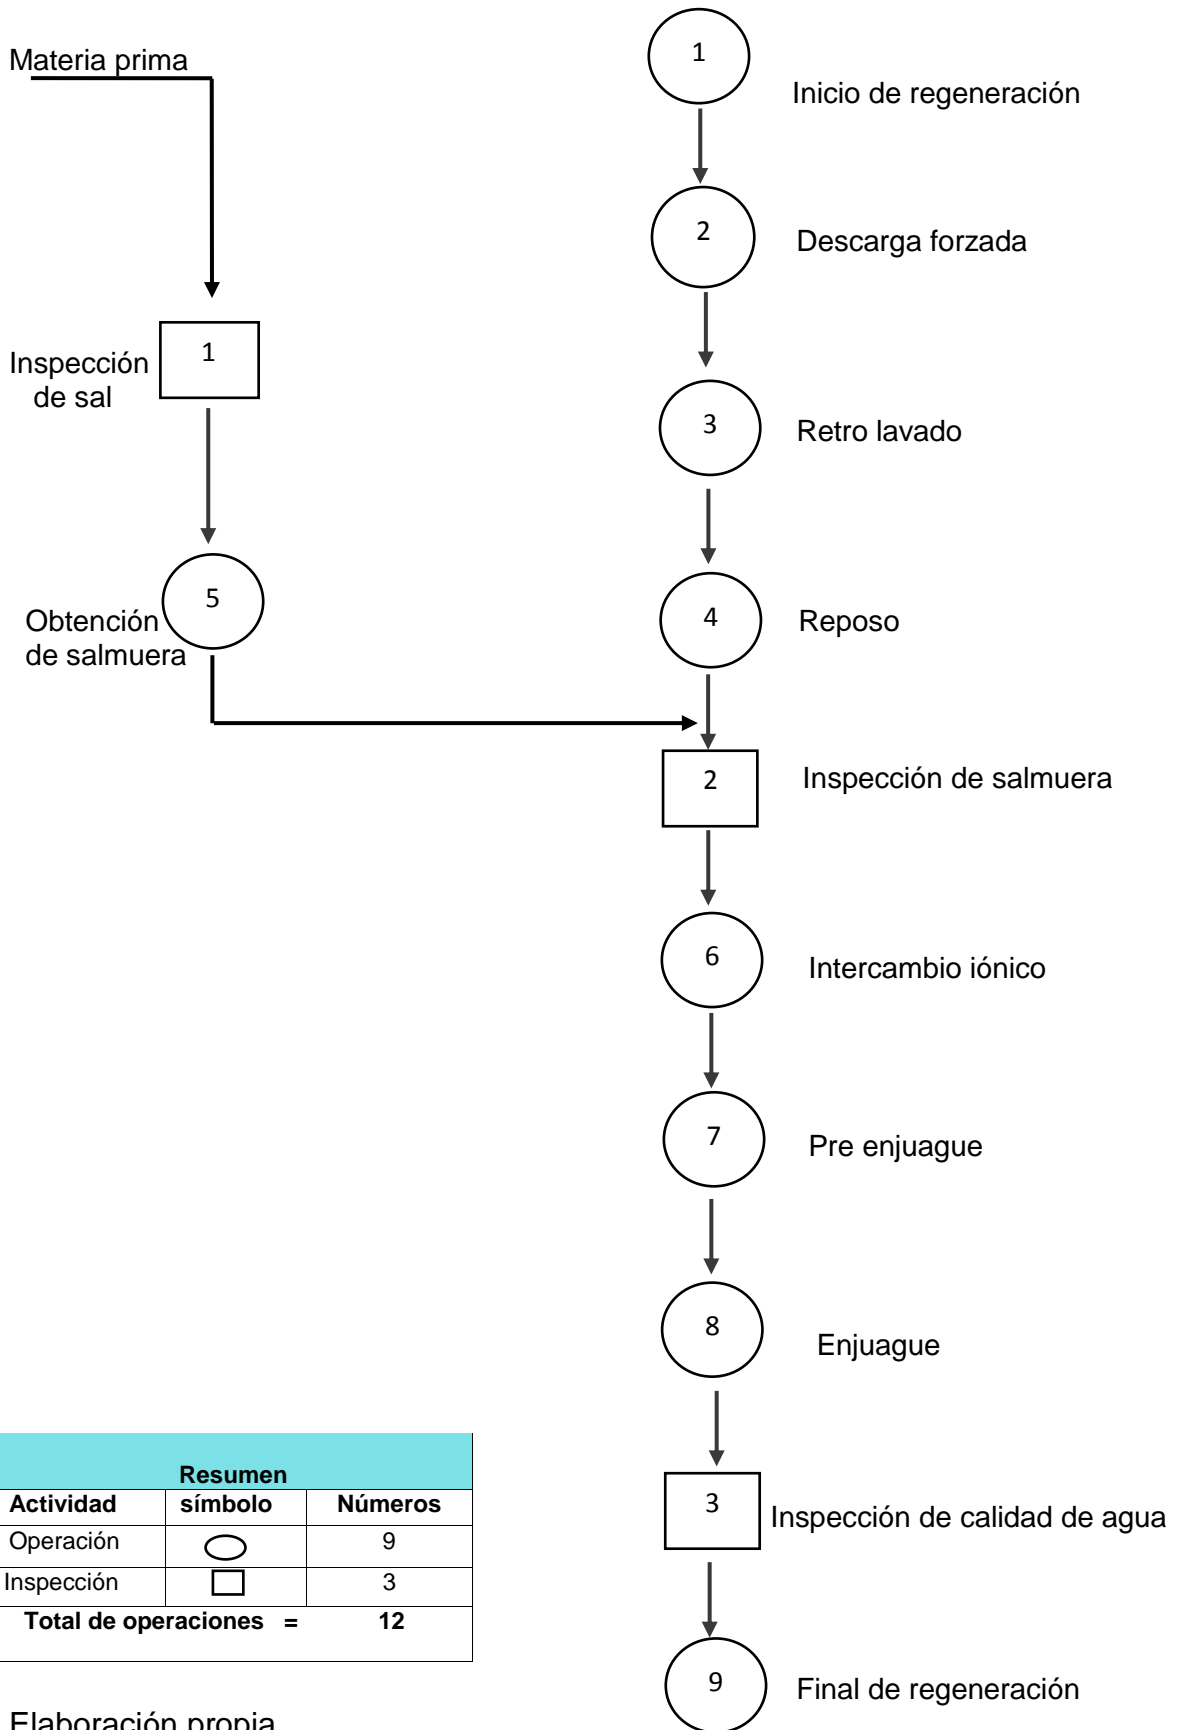 Materia prima
1
Inicio de regeneración
2
Descarga forzada
1
Inspección
de sal
3
Retro lavado
5
Obtención
de salmuera
4
Reposo
2
Inspección de salmuera
6
Intercambio iónico
7
Pre enjuague
8
Enjuague
3
Inspección de calidad de agua
9
Final de regeneración
Resumen
Actividad símbolo Números
Operación 9
Inspección 3
Total de operaciones = 12
Elaboración propia